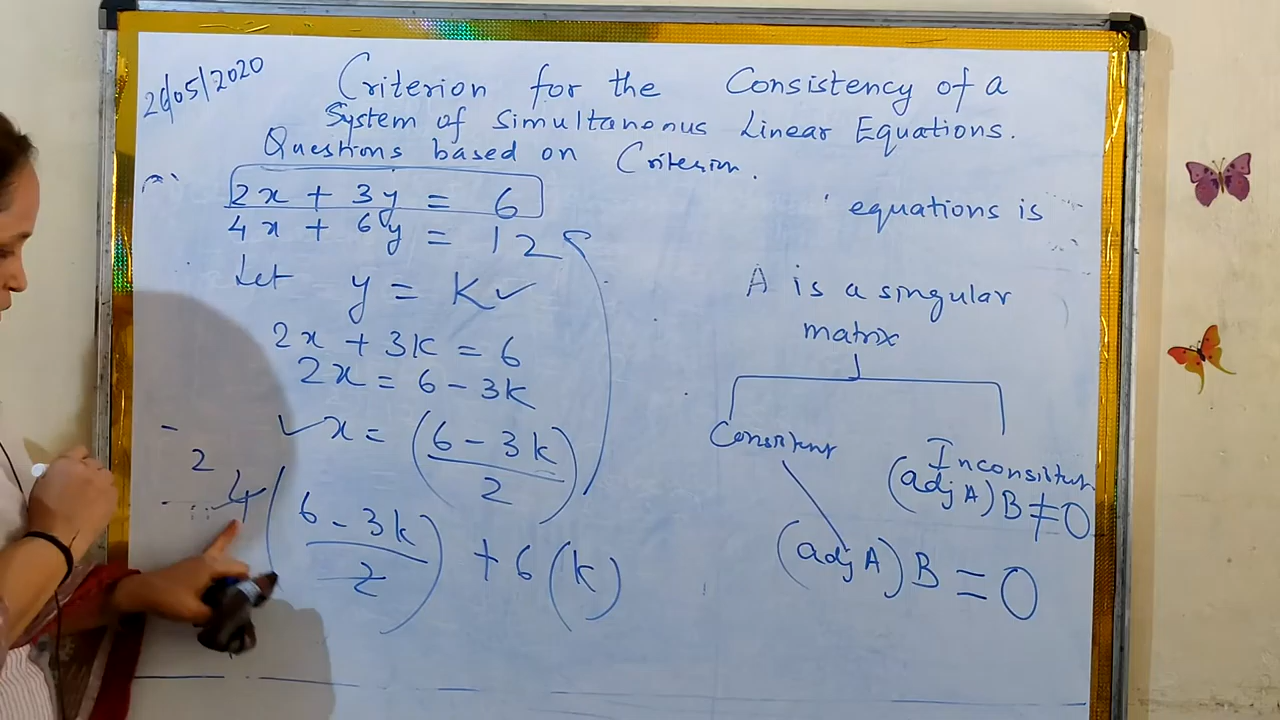 26/05/2020
Criterion for the Consistency of a
System of Simultanonus Linear Equations.
Questions based on Criterion.
2x + 3y = 6
4x + 6y = 12
Let y = K ✓
2x + 3k = 6
2x = 6 - 3k
✓ x = (6 - 3k / 2)
2
4(6 - 3k / 2) + 6(k)
equations is
A is a singular
matrix
Consistent
Inconsistent
(adj A) B ≠ 0
(adj A) B = 0